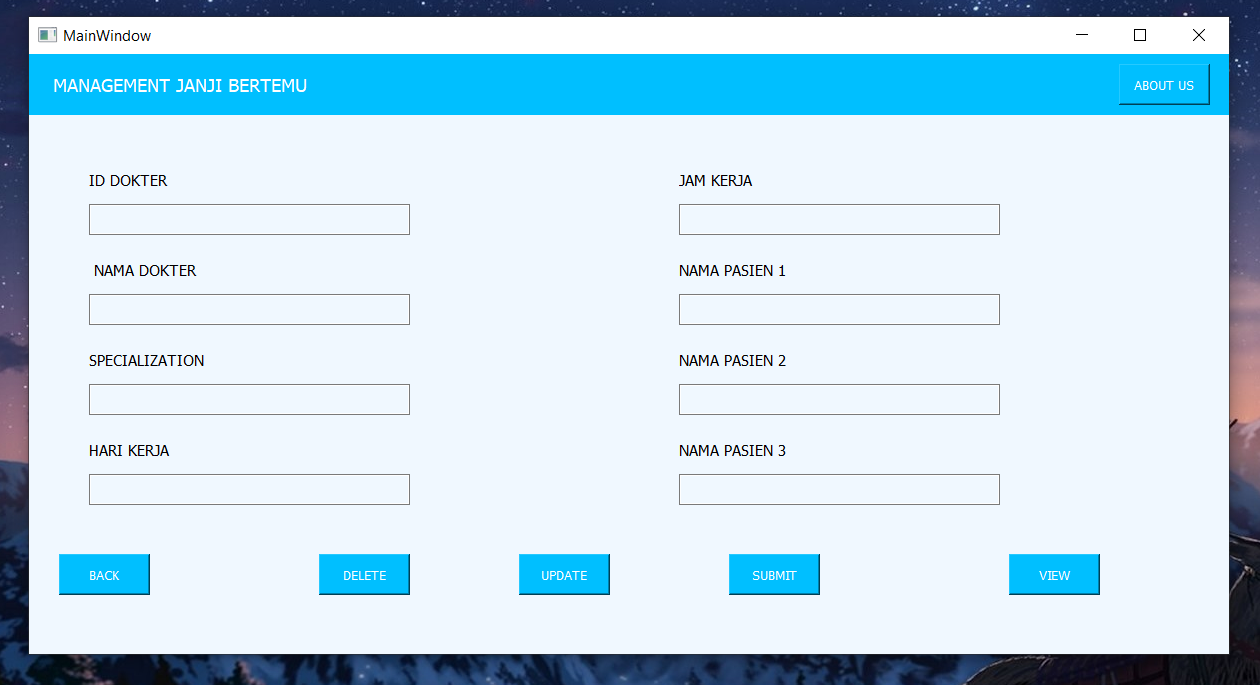 MainWindow
MANAGEMENT JANJI BERTEMU
ABOUT US
ID DOKTER
JAM KERJA
NAMA DOKTER
NAMA PASIEN 1
SPECIALIZATION
NAMA PASIEN 2
HARI KERJA
NAMA PASIEN 3
BACK
DELETE
UPDATE
SUBMIT
VIEW